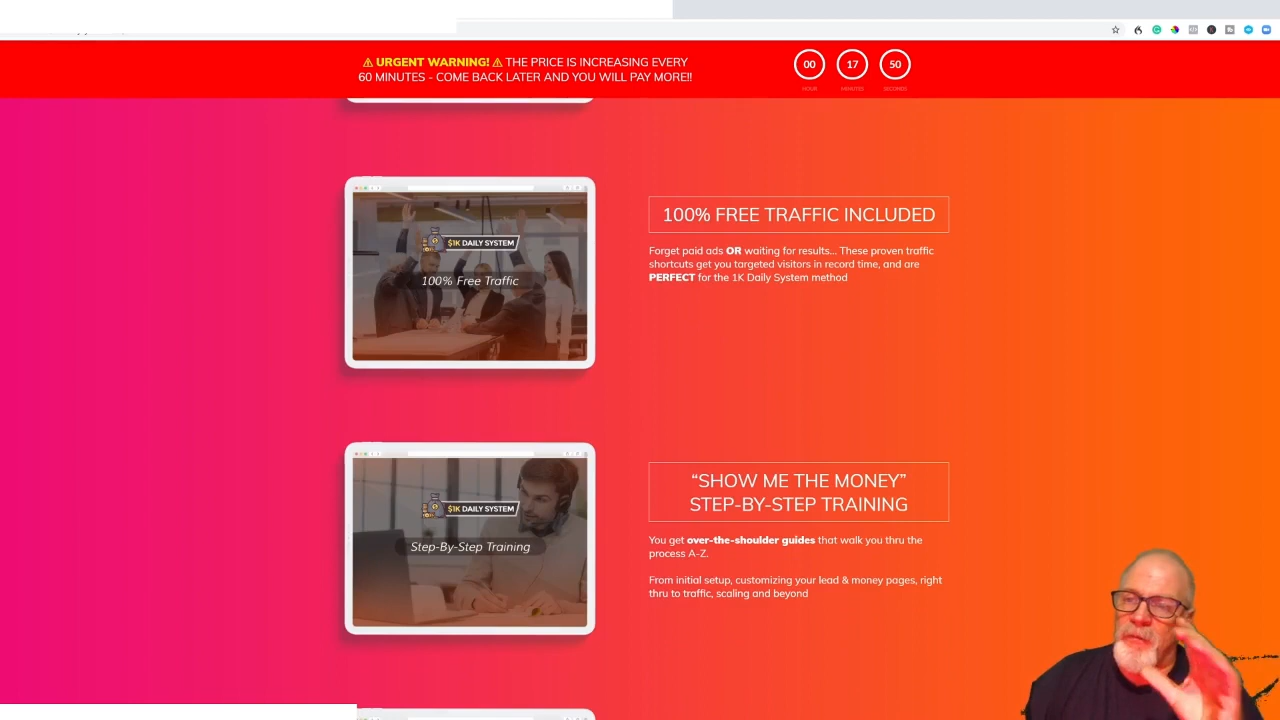 ⚠ URGENT WARNING! ⚠ THE PRICE IS INCREASING EVERY
60 MINUTES - COME BACK LATER AND YOU WILL PAY MORE!!
00
17
50
HOUR
MINUTES
SECONDS
$1K DAILY SYSTEM
100% Free Traffic
100% FREE TRAFFIC INCLUDED
Forget paid ads OR waiting for results... These proven traffic
shortcuts get you targeted visitors in record time, and are
PERFECT for the 1K Daily System method
$1K DAILY SYSTEM
Step-By-Step Training
“SHOW ME THE MONEY”
STEP-BY-STEP TRAINING
You get over-the-shoulder guides that walk you thru the
process A-Z.
From initial setup, customizing your lead & money pages, right
thru to traffic, scaling and beyond